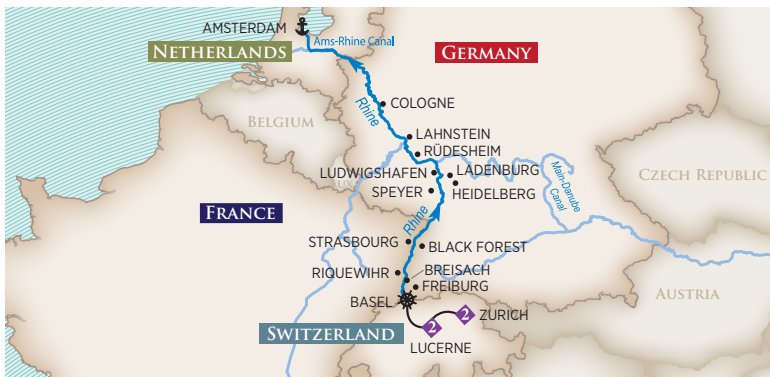 AMSTERDAM
Ams-Rhine Canal
NETHERLANDS
GERMANY
Rhine
COLOGNE
BELGIUM
LAHNSTEIN
RÜDESHEIM
LUDWIGSHAFEN
LADENBURG
SPEYER
HEIDELBERG
Main-Danube
Canal
CZECH REPUBLIC
FRANCE
Rhine
STRASBOURG
BLACK FOREST
RIQUEWIHR
BREISACH
FREIBURG
BASEL
AUSTRIA
2
ZÜRICH
2
SWITZERLAND
LUCERNE